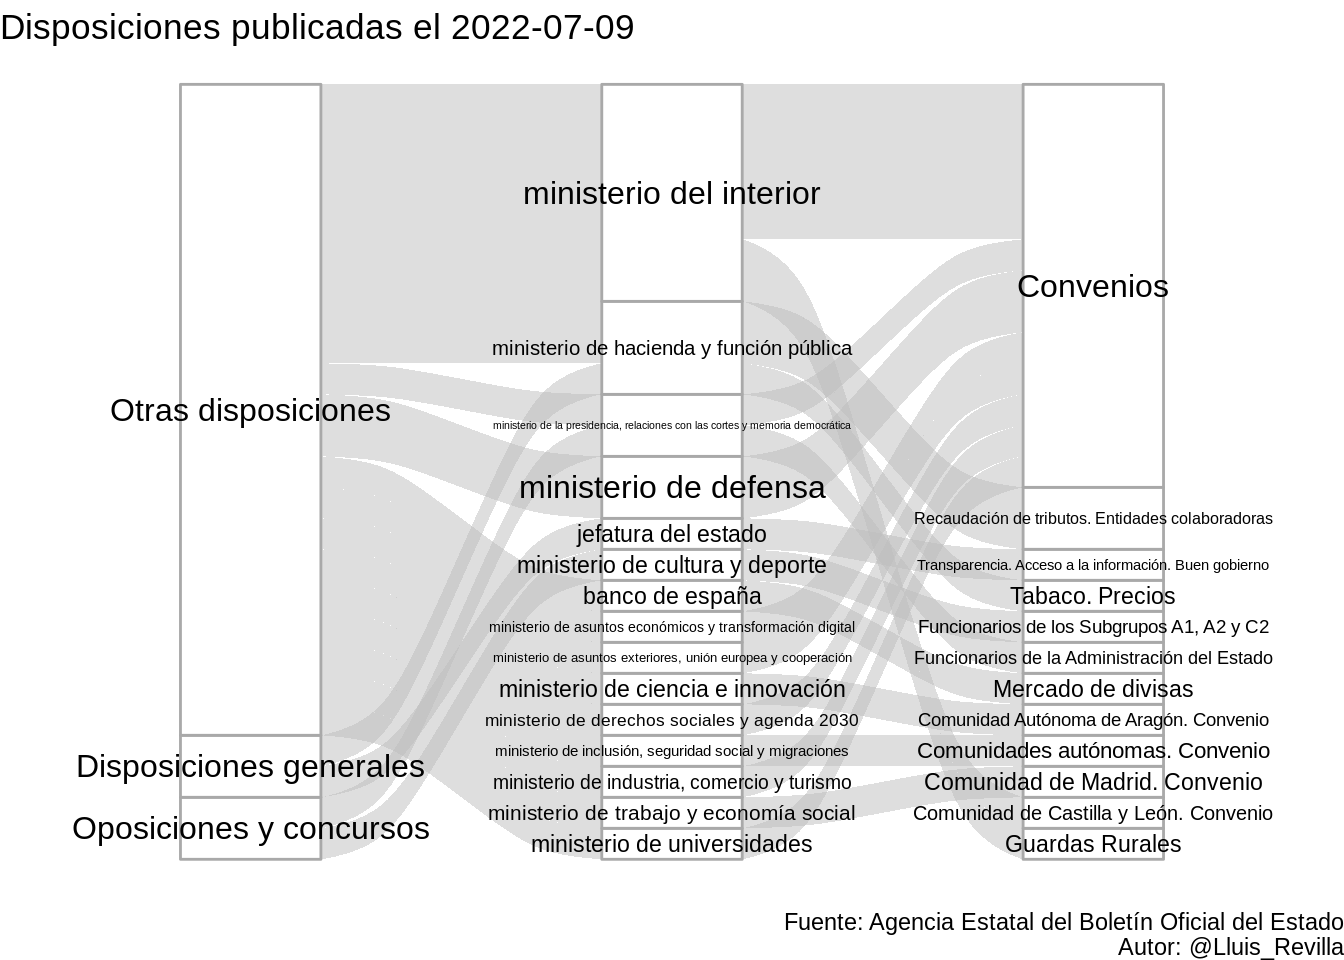 Disposiciones publicadas el 2022-07-09
Otras disposiciones
Disposiciones generales
Oposiciones y concursos
ministerio del interior
ministerio de hacienda y función pública
ministerio de la presidencia, relaciones con las cortes y memoria democrática
ministerio de defensa
jefatura del estado
ministerio de cultura y deporte
banco de españa
ministerio de asuntos económicos y transformación digital
ministerio de asuntos exteriores, unión europea y cooperación
ministerio de ciencia e innovación
ministerio de derechos sociales y agenda 2030
ministerio de inclusión, seguridad social y migraciones
ministerio de industria, comercio y turismo
ministerio de trabajo y economía social
ministerio de universidades
Convenios
Recaudación de tributos. Entidades colaboradoras
Transparencia. Acceso a la información. Buen gobierno
Tabaco. Precios
Funcionarios de los Subgrupos A1, A2 y C2
Funcionarios de la Administración del Estado
Mercado de divisas
Comunidad Autónoma de Aragón. Convenio
Comunidades autónomas. Convenio
Comunidad de Madrid. Convenio
Comunidad de Castilla y León. Convenio
Guardas Rurales
Fuente: Agencia Estatal del Boletín Oficial del Estado
Autor: @Lluis_Revilla